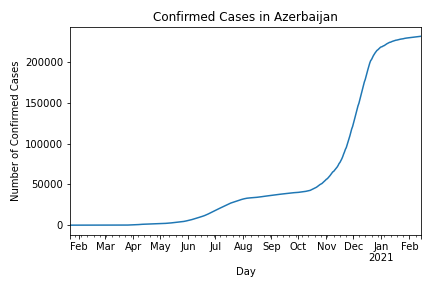 Confirmed Cases in Azerbaijan
Number of Confirmed Cases
200000
150000
100000
50000
0
Feb Mar Apr May Jun Jul Aug Sep Oct Nov Dec Jan Feb
2021
Day